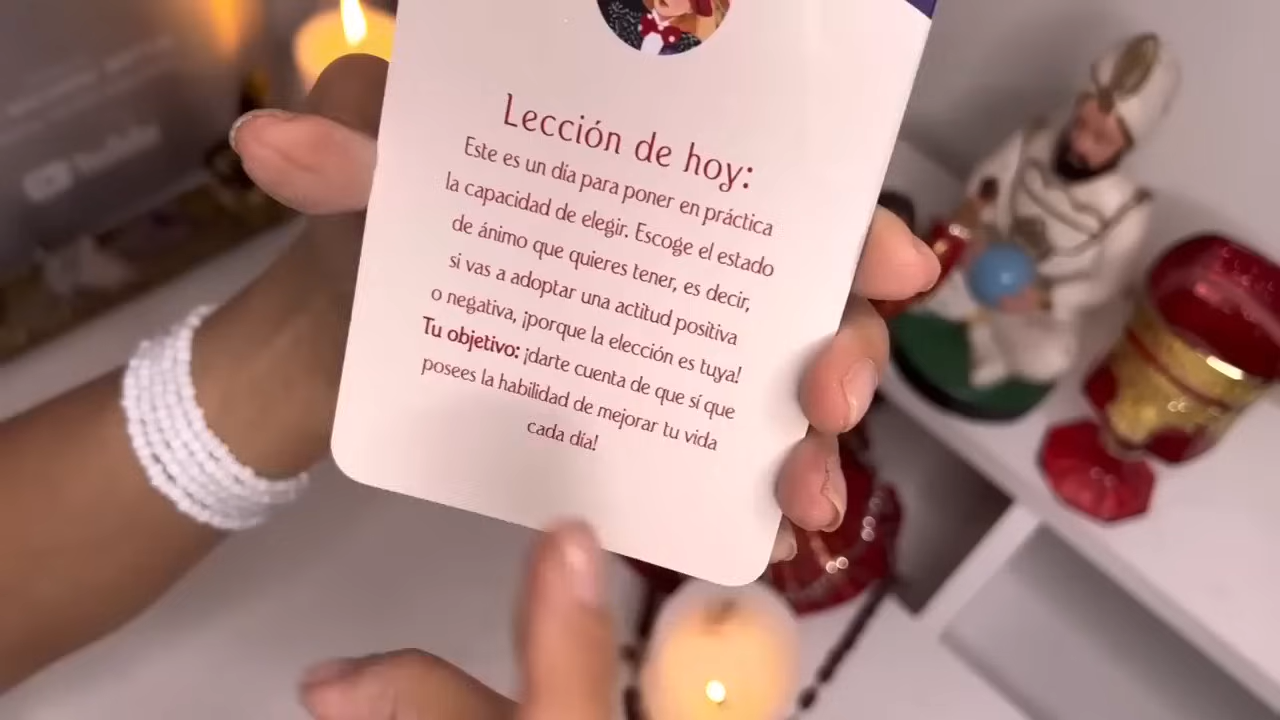 Lección de hoy:
Este es un día para poner en práctica
la capacidad de elegir. Escoge el estado
de ánimo que quieres tener, es decir,
si vas a adoptar una actitud positiva
o negativa, ¡porque la elección es tuya!
Tu objetivo: ¡darte cuenta de que sí que
posees la habilidad de mejorar tu vida
cada día!